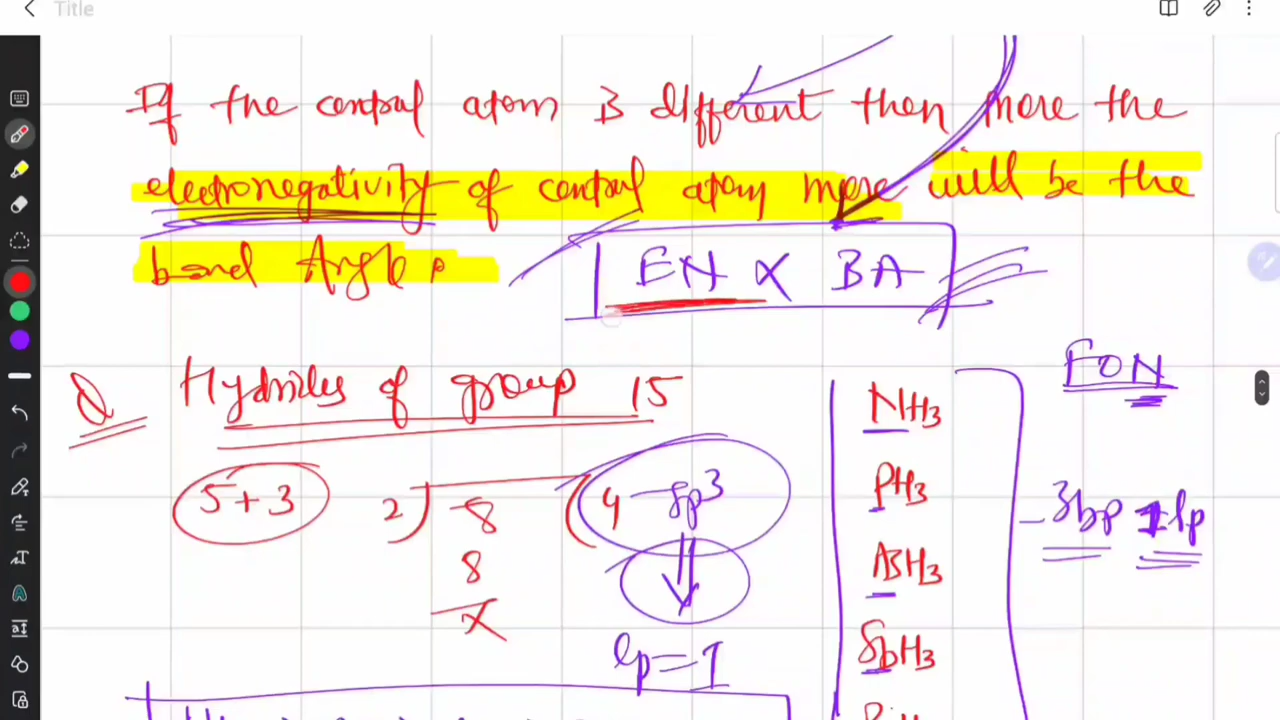 Title
If the central atom is different then more the
electronegativity of central atom more will be the
bond Angle.
EN ∝ BA
FON
Q Hydrides of group 15
NH3
5+3 2 8 4 sp3
8
PH3
3bp 1lp
AsH3
lp=1
SbH3